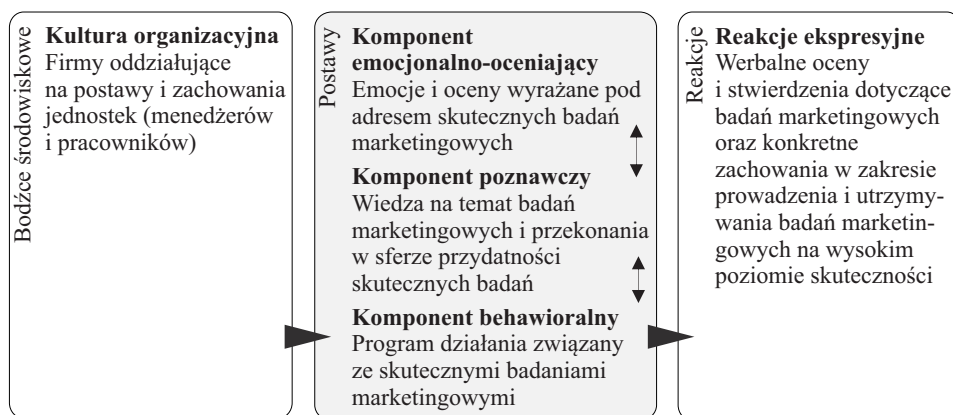 Bodźce środowiskowe
Kultura organizacyjna
Firmy oddziałujące
na postawy i zachowania
jednostek (menedżerów
i pracowników)
Postawy
Komponent
emocjonalno-oceniający
Emocje i oceny wyrażane pod
adresem skutecznych badań
marketingowych
Komponent poznawczy
Wiedza na temat badań
marketingowych i przekonania
w sferze przydatności
skutecznych badań
Komponent behawioralny
Program działania związany
ze skutecznymi badaniami
marketingowymi
Reakcje
Reakcje ekspresyjne
Werbalne oceny
i stwierdzenia dotyczące
badań marketingowych
oraz konkretne
zachowania w zakresie
prowadzenia i utrzymy-
wania badań marketin-
gowych na wysokim
poziomie skuteczności